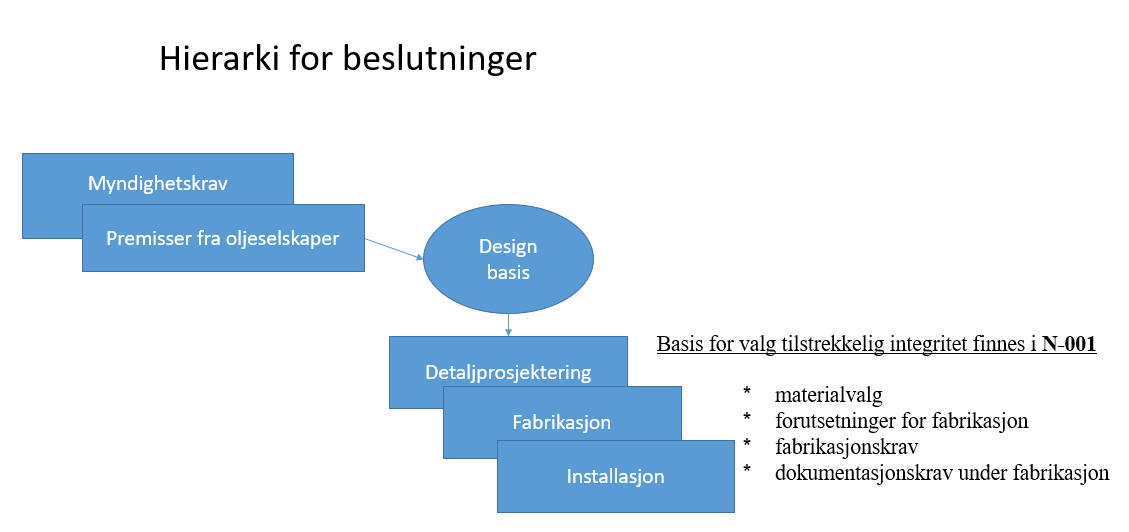 Hierarki for beslutninger
Myndighetskrav
Premisser fra oljeselskaper
Design
basis
Detaljprosjektering
Fabrikasjon
Installasjon
Basis for valg tilstrekkelig integritet finnes i N-001
* materialvalg
* forutsetninger for fabrikasjon
* fabrikasjonskrav
* dokumentasjonskrav under fabrikasjon